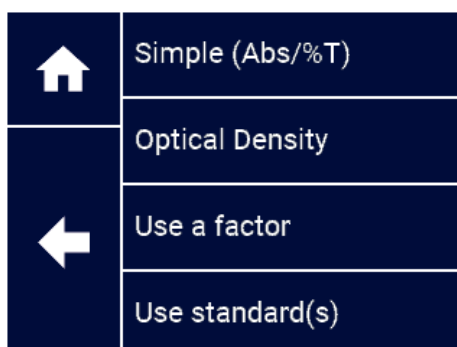 Simple (Abs/%T)
Optical Density
Use a factor
Use standard(s)